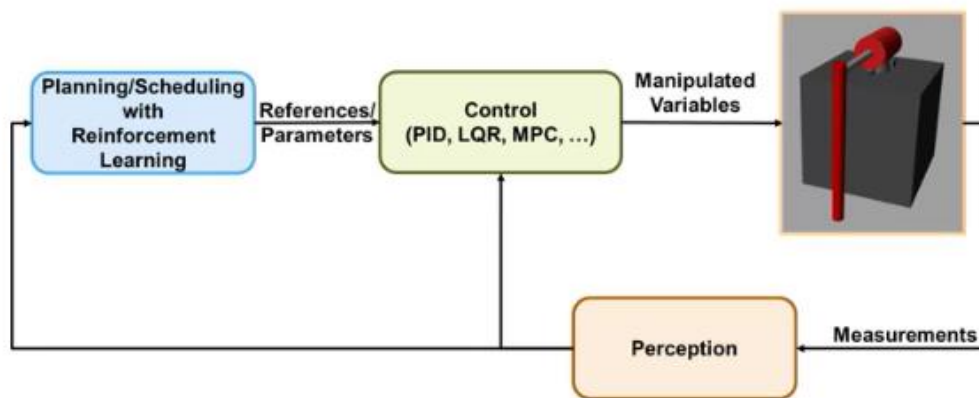 Planning/Scheduling
with
Reinforcement
Learning
References/
Parameters
Control
(PID, LQR, MPC, ...)
Manipulated
Variables
Perception
Measurements